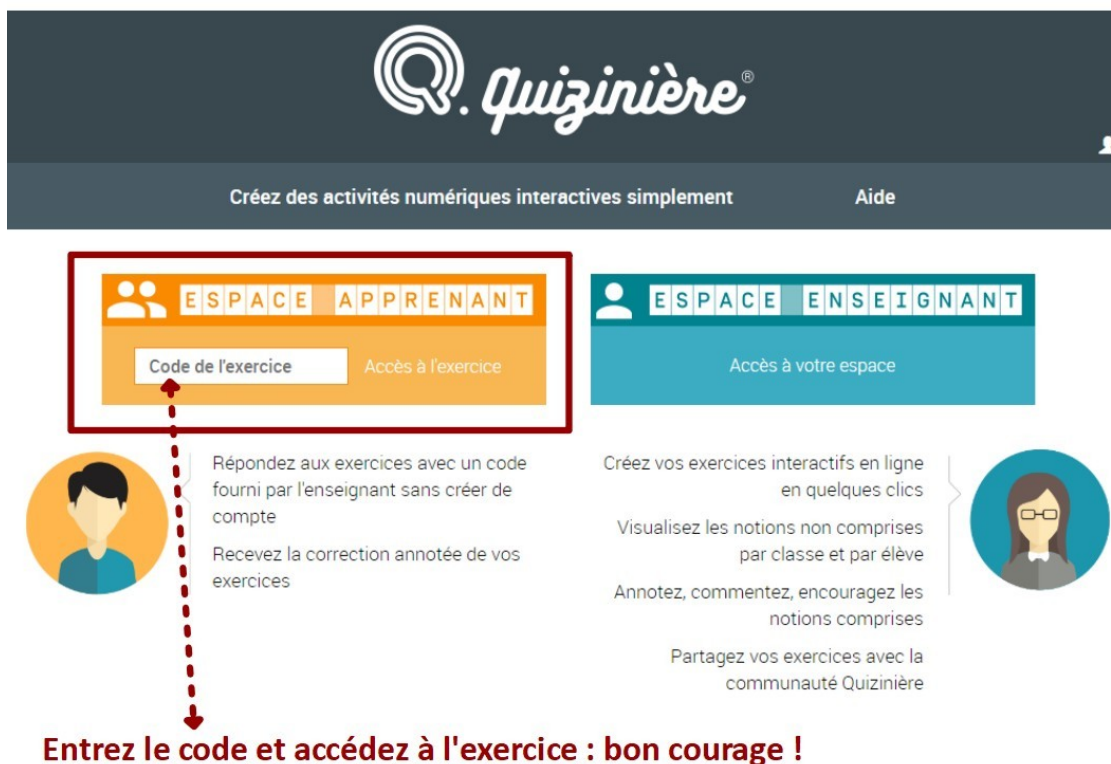 Q. Quizinière®
Créez des activités numériques interactives simplement
Aide
ESPACE APPRENANT
Code de l'exercice
Accès à l'exercice
Répondez aux exercices avec un code
fourni par l'enseignant sans créer de
compte
Recevez la correction annotée de vos
exercices
ESPACE ENSEIGNANT
Accès à votre espace
Créez vos exercices interactifs en ligne
en quelques clics
Visualisez les notions non comprises
par classe et par élève
Annotez, commentez, encouragez les
notions comprises
Partagez vos exercices avec la
communauté Quizinière
Entrez le code et accédez à l'exercice : bon courage !